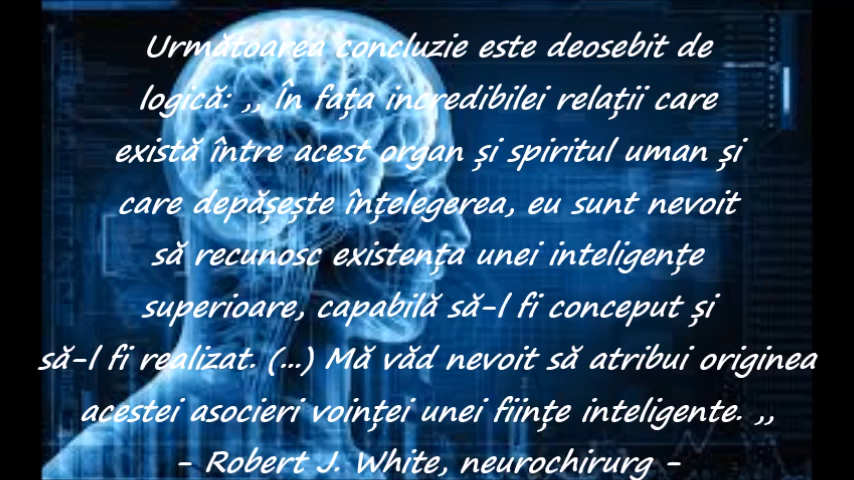 Următoarea concluzie este deosebit de
logică: ,, În fața incredibilei relații care
există între acest organ și spiritul uman și
care depășește înțelegerea, eu sunt nevoit
să recunosc existența unei inteligențe
superioare, capabilă să-l fi conceput și
să-l fi realizat. (...) Mă văd nevoit să atribui originea
acestei asocieri voinței unei ființe inteligente. ,,
- Robert J. White, neurochirurg -